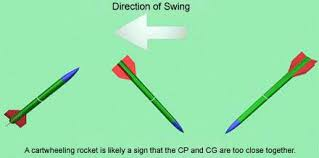 Direction of Swing
A cartwheeling rocket is likely a sign that the CP and CG are too close together.